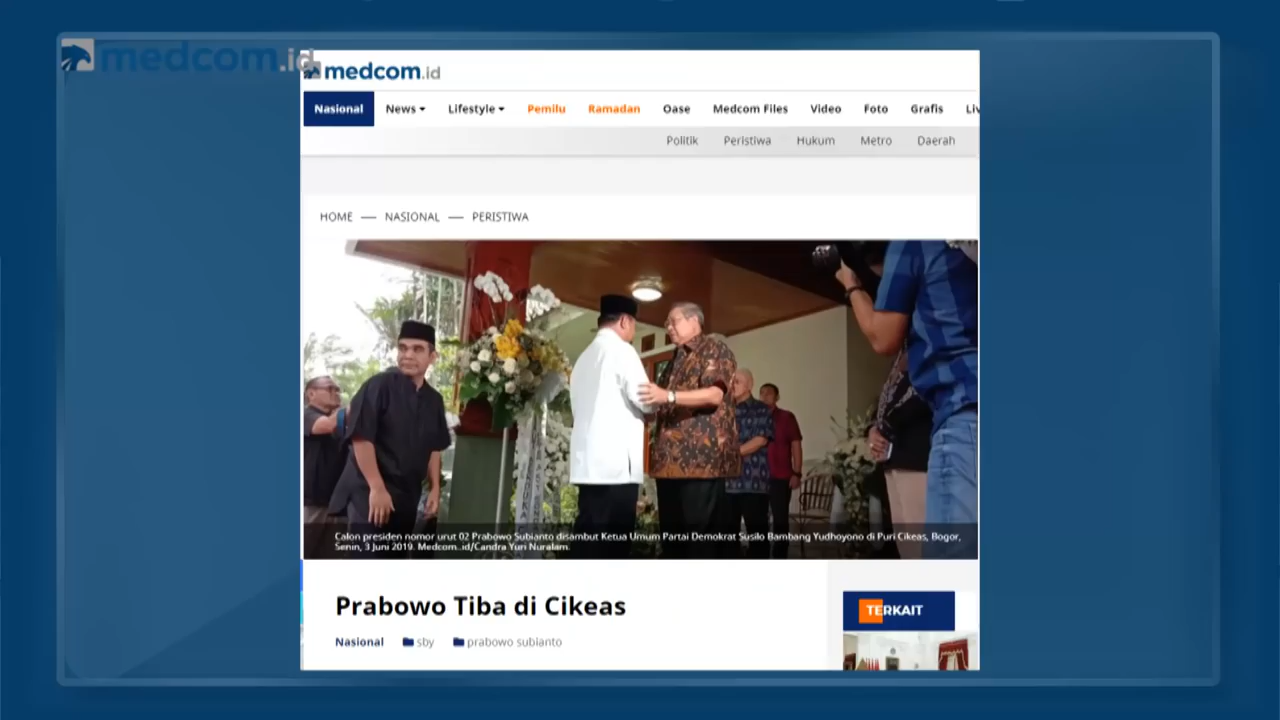 medcom.id
medcom.id
Nasional News Lifestyle Pemilu Ramadan Oase Medcom Files Video Foto Grafis Liv
Politik Peristiwa Hukum Metro Daerah
HOME — NASIONAL — PERISTIWA
Calon presiden nomor urut 02 Prabowo Subianto disambut Ketua Umum Partai Demokrat Susilo Bambang Yudhoyono di Puri Cikeas, Bogor,
Senin, 3 Juni 2019. Medcom..id/Candra Yuri Nuralam.
Prabowo Tiba di Cikeas
TERKAIT
Nasional sby prabowo subianto